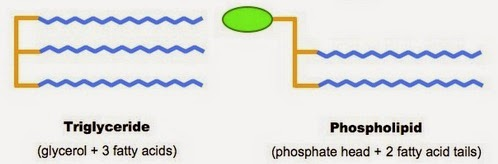 Triglyceride
(glycerol + 3 fatty acids)
Phospholipid
(phosphate head + 2 fatty acid tails)